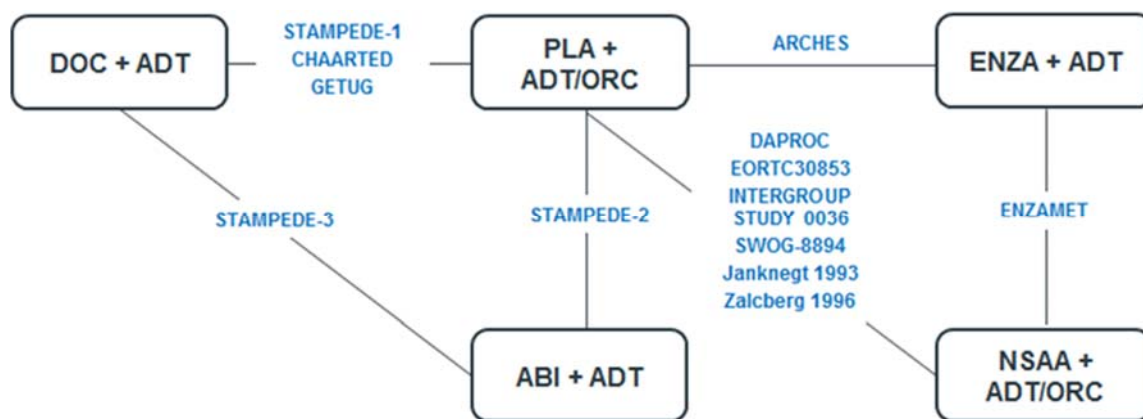 DOC + ADT
STAMPEDE-1
CHAARTED
GETUG
PLA +
ADT/ORC
ARCHES
ENZA + ADT
STAMPEDE-3
STAMPEDE-2
DAPROC
EORTC30853
INTERGROUP
STUDY 0036
SWOG-8894
Janknegt 1993
Zalcberg 1996
ENZAMET
ABI + ADT
NSAA +
ADT/ORC